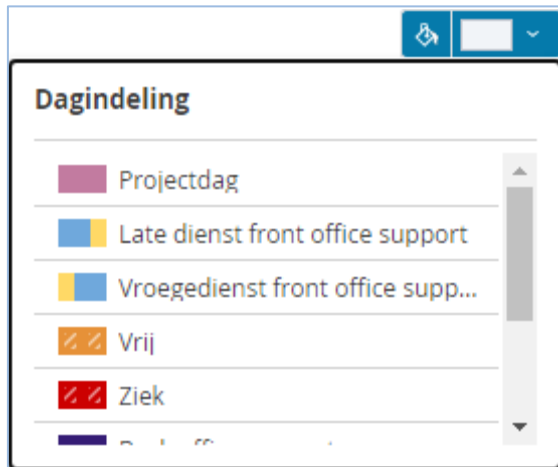 Dagindeling
Projectdag
Late dienst front office support
Vroegedienst front office supp...
Vrij
Ziek